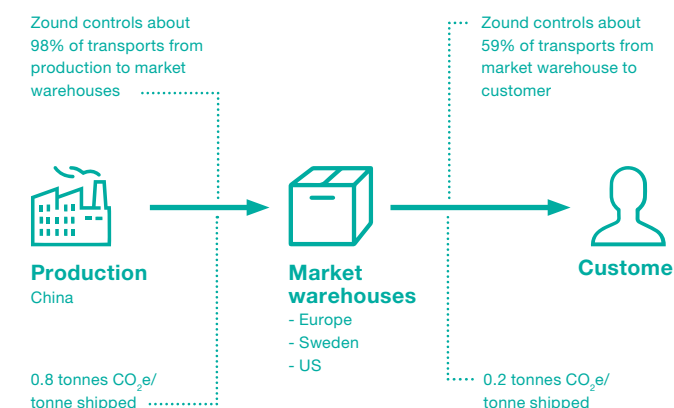 Zound controls about
98% of transports from
production to market
warehouses
Zound controls about
59% of transports from
market warehouse to
customer
Production
China
Market
warehouses
- Europe
- Sweden
- US
Custome
0.8 tonnes CO₂e/
tonne shipped
0.2 tonnes CO₂e/
tonne shipped